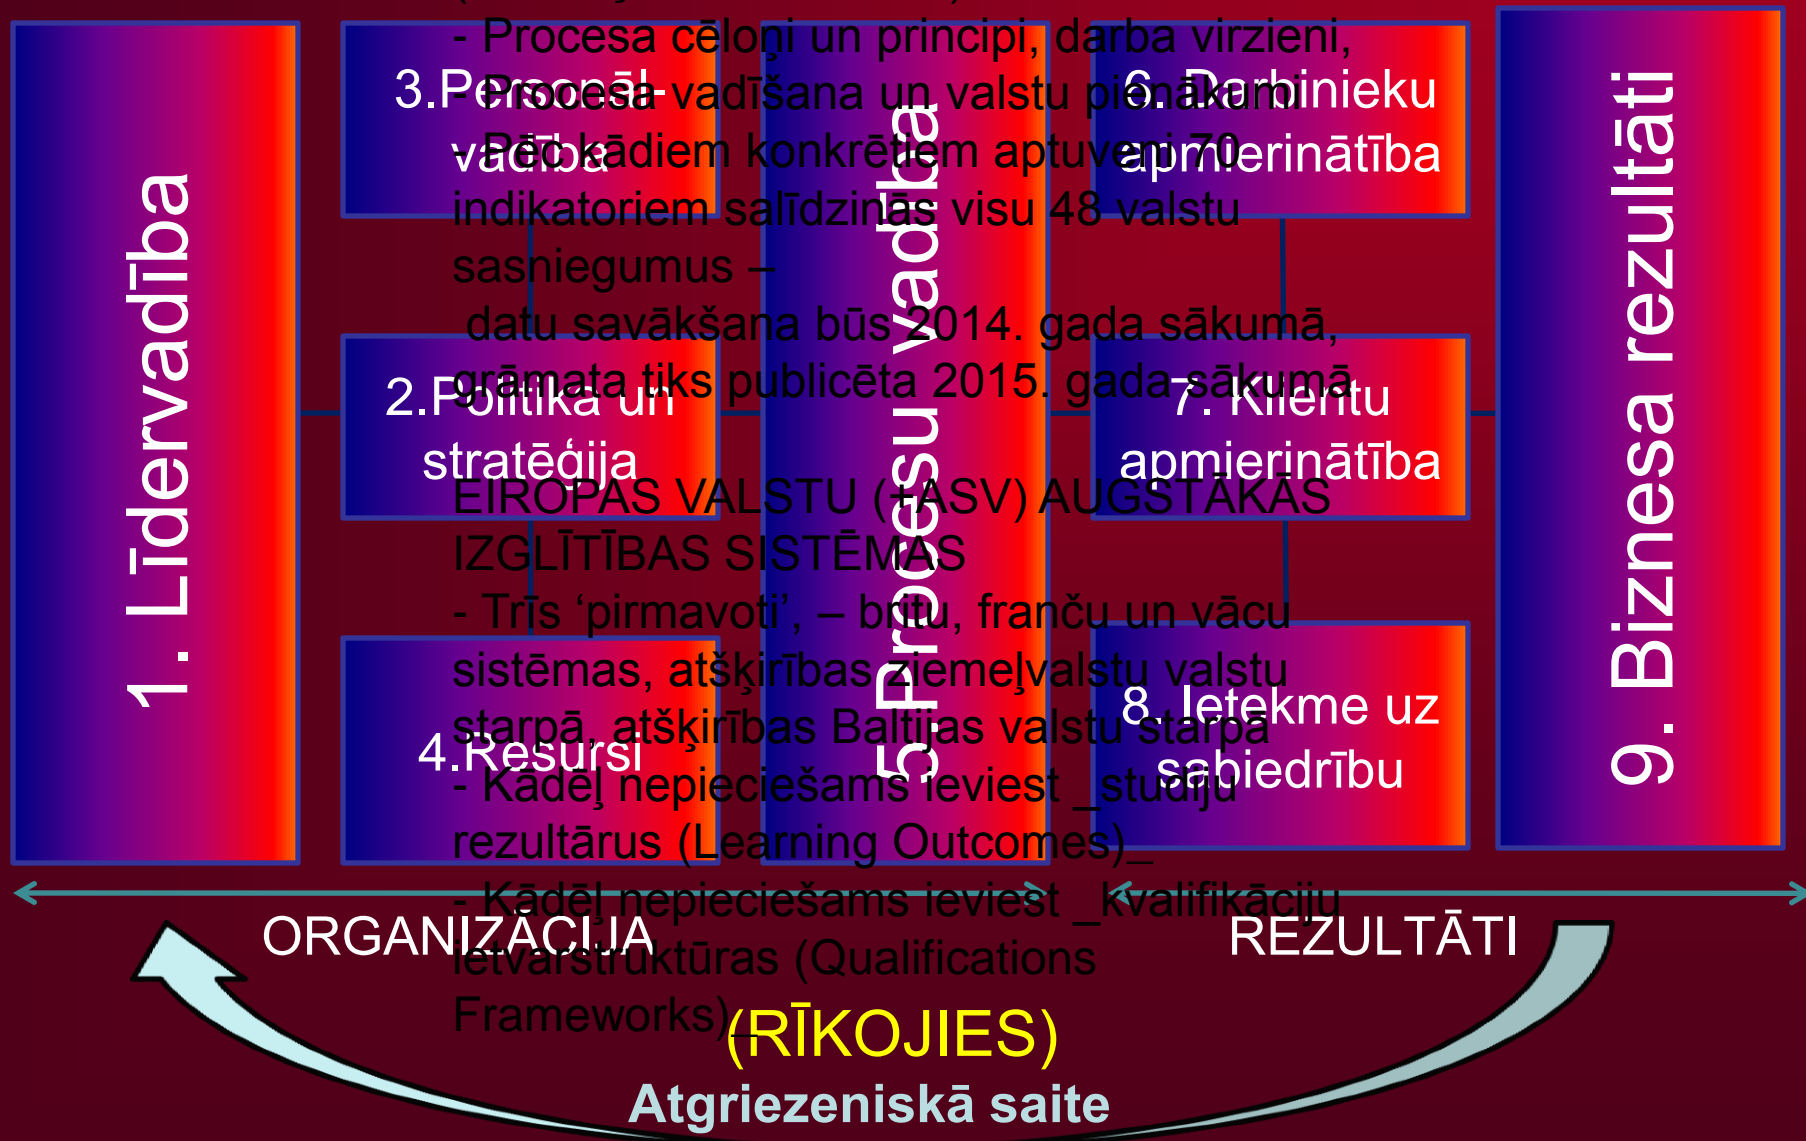 - Procesa cēloņi un principi, darba virzieni,
- Procesa vadīšana un valstu pienākumi
- Pēc kādiem konkrētiem aptuveni 70
indikatoriem salīdzinās visu 48 valstu
sasniegumus –
datu savākšana būs 2014. gada sākumā,
grāmata tiks publicēta 2015. gada sākumā
EIROPAS VALSTU (+ASV) AUGSTĀKĀS
IZGLĪTĪBAS SISTĒMAS
- Trīs ‘pirmavoti’, – britu, franču un vācu
sistēmas, atšķirības ziemeļvalstu valstu
starpā, atšķirības Baltijas valstu starpā
- Kādēļ nepieciešams ieviest _studiju
rezultārus (Learning Outcomes)_
- Kādēļ nepieciešams ieviest _kvalifikāciju
ietvarstruktūras (Qualifications
Frameworks)_
1. Līdervadība
3.Personāl-
vadība
2.Politika un
stratēģija
4.Resursi
5.Procesu vadība
6. Darbinieku
apmierinātība
7. Klientu
apmierinātība
8. Ietekme uz
sabiedrību
9. Biznesa rezultāti
ORGANIZĀCIJA
REZULTĀTI
(RĪKOJIES)
Atgriezeniskā saite